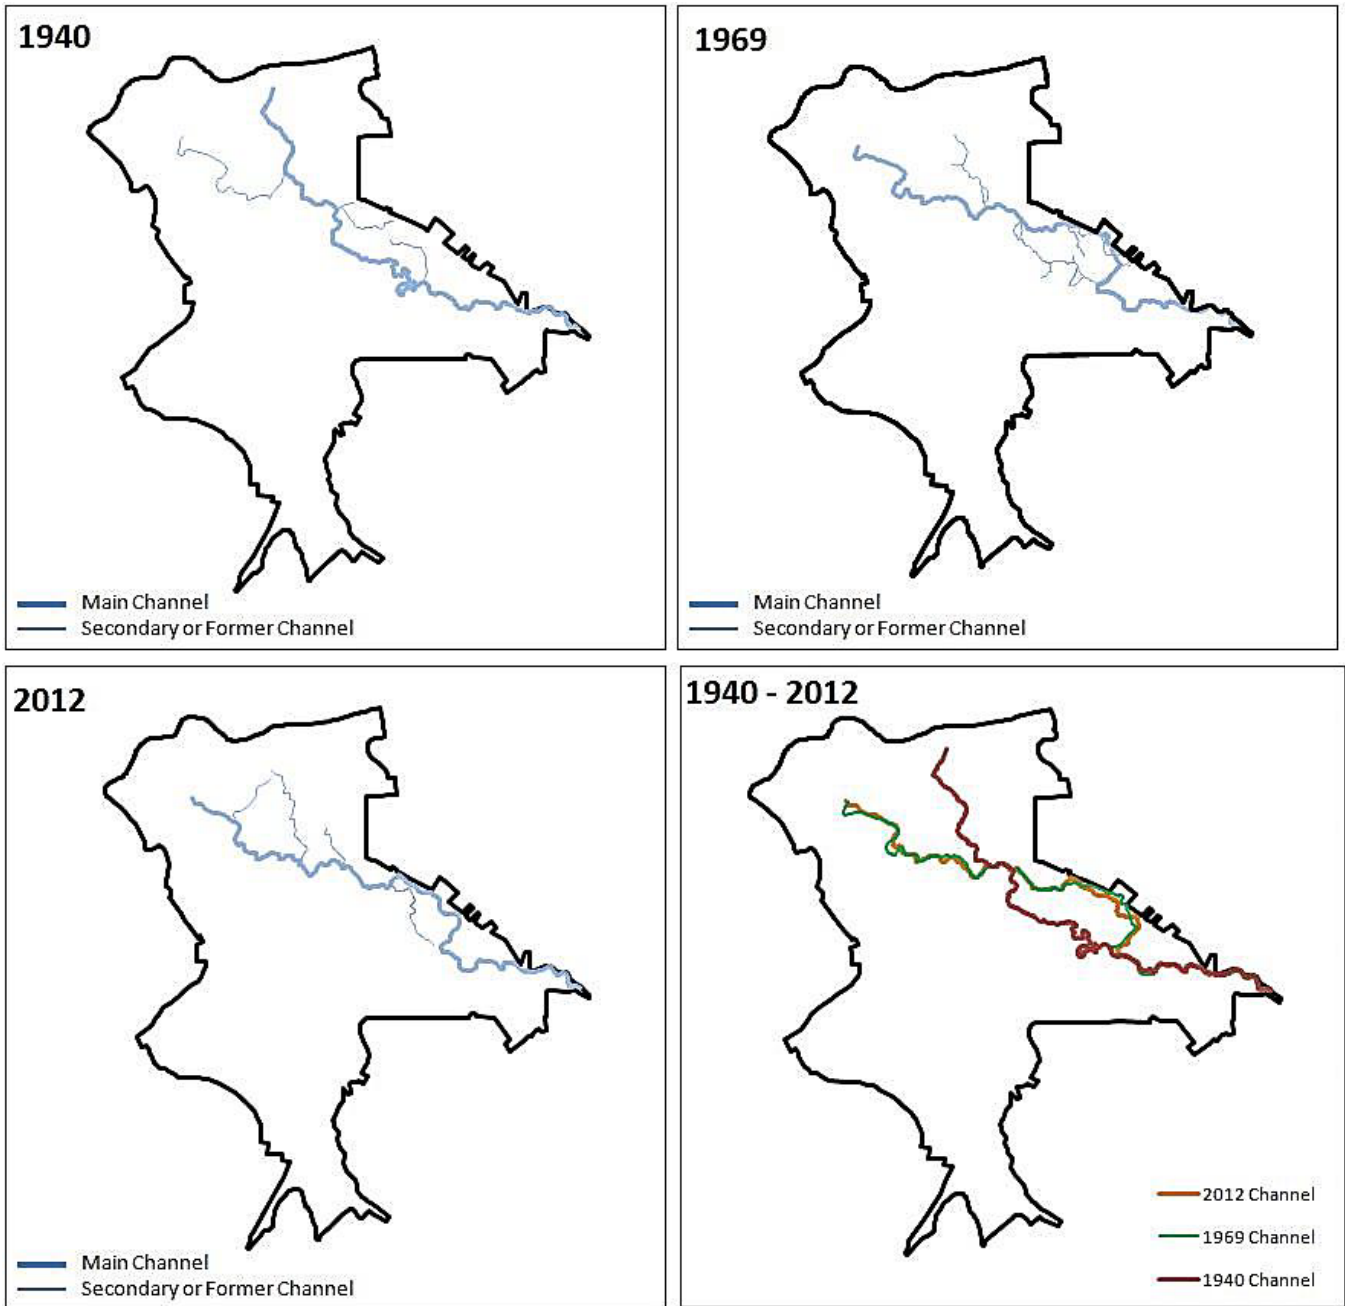 1940
Main Channel
Secondary or Former Channel
1969
Main Channel
Secondary or Former Channel
2012
Main Channel
Secondary or Former Channel
1940 - 2012
2012 Channel
1969 Channel
1940 Channel